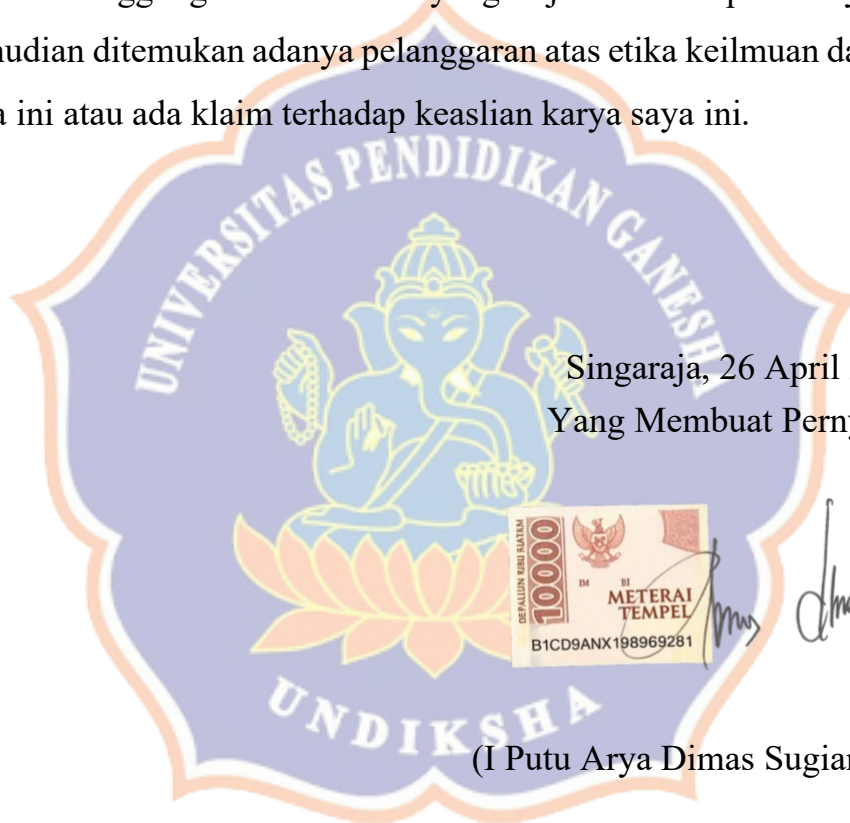 udian ditemukan adanya pelanggaran atas etika keilmuan da
a ini atau ada klaim terhadap keaslian karya saya ini.
UNIVERSITAS PENDIDIKAN GANESHA
Singaraja, 26 April
Yang Membuat Perny
10000
METERAI
TEMPEL
B1CD9ANX198969281
UNDIKSHA
(I Putu Arya Dimas Sugian